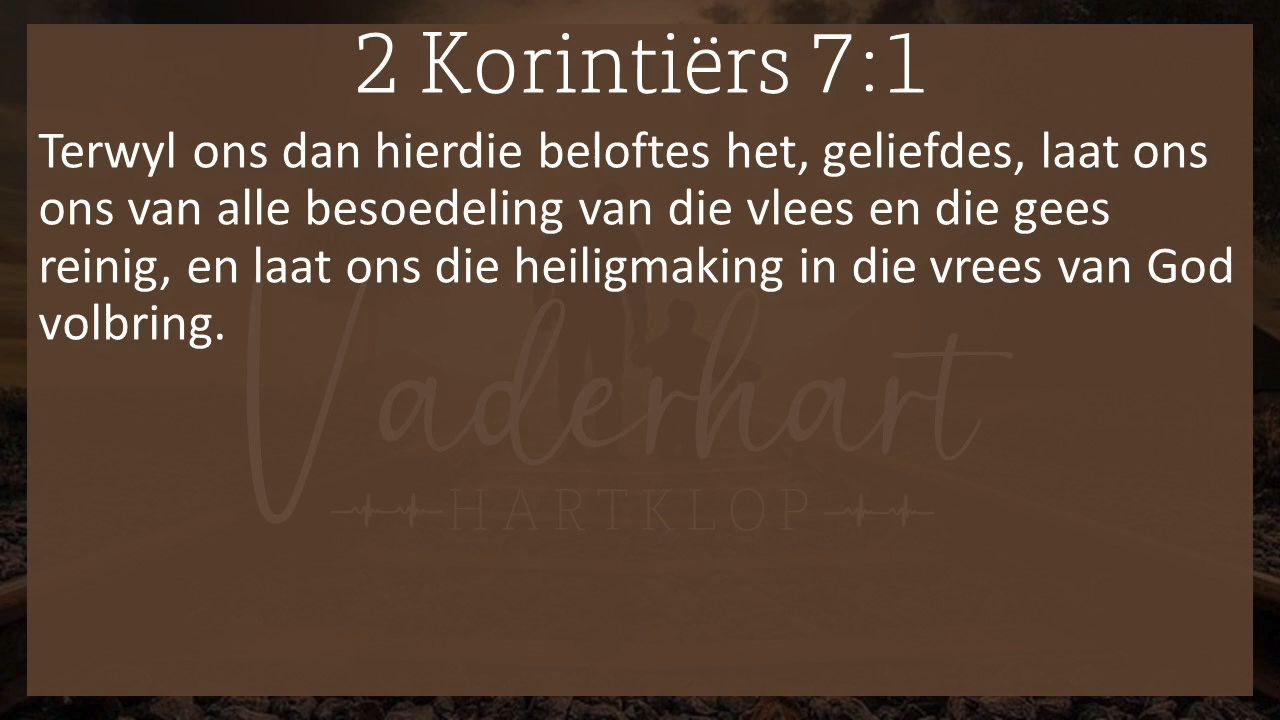 2 Korintiërs 7:1
Terwyl ons dan hierdie beloftes het, geliefdes, laat ons
ons van alle besoedeling van die vlees en die gees
reinig, en laat ons die heiligmaking in die vrees van God
volbring.
Vaderhart
HARTKLOP